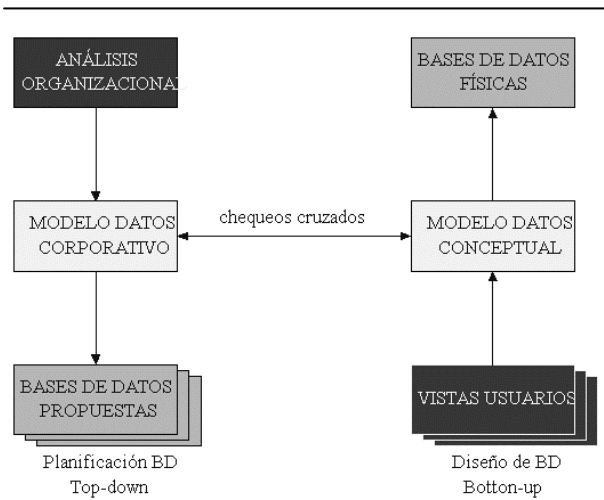 ANÁLISIS
ORGANIZACIONAL
BASES DE DATOS
FÍSICAS
MODELO DATOS
CORPORATIVO
chequeos cruzados
MODELO DATOS
CONCEPTUAL
BASES DE DATOS
PROPUESTAS
VISTAS USUARIOS
Planificación BD
Top-down
Diseño de BD
Botton-up